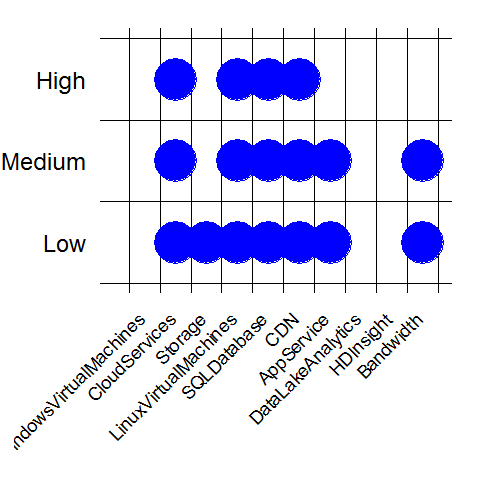 High
Medium
Low
ndowsVirtualMachines
CloudServices
Storage
LinuxVirtualMachines
SQLDatabase
CDN
AppService
DataLakeAnalytics
HDInsight
Bandwidth